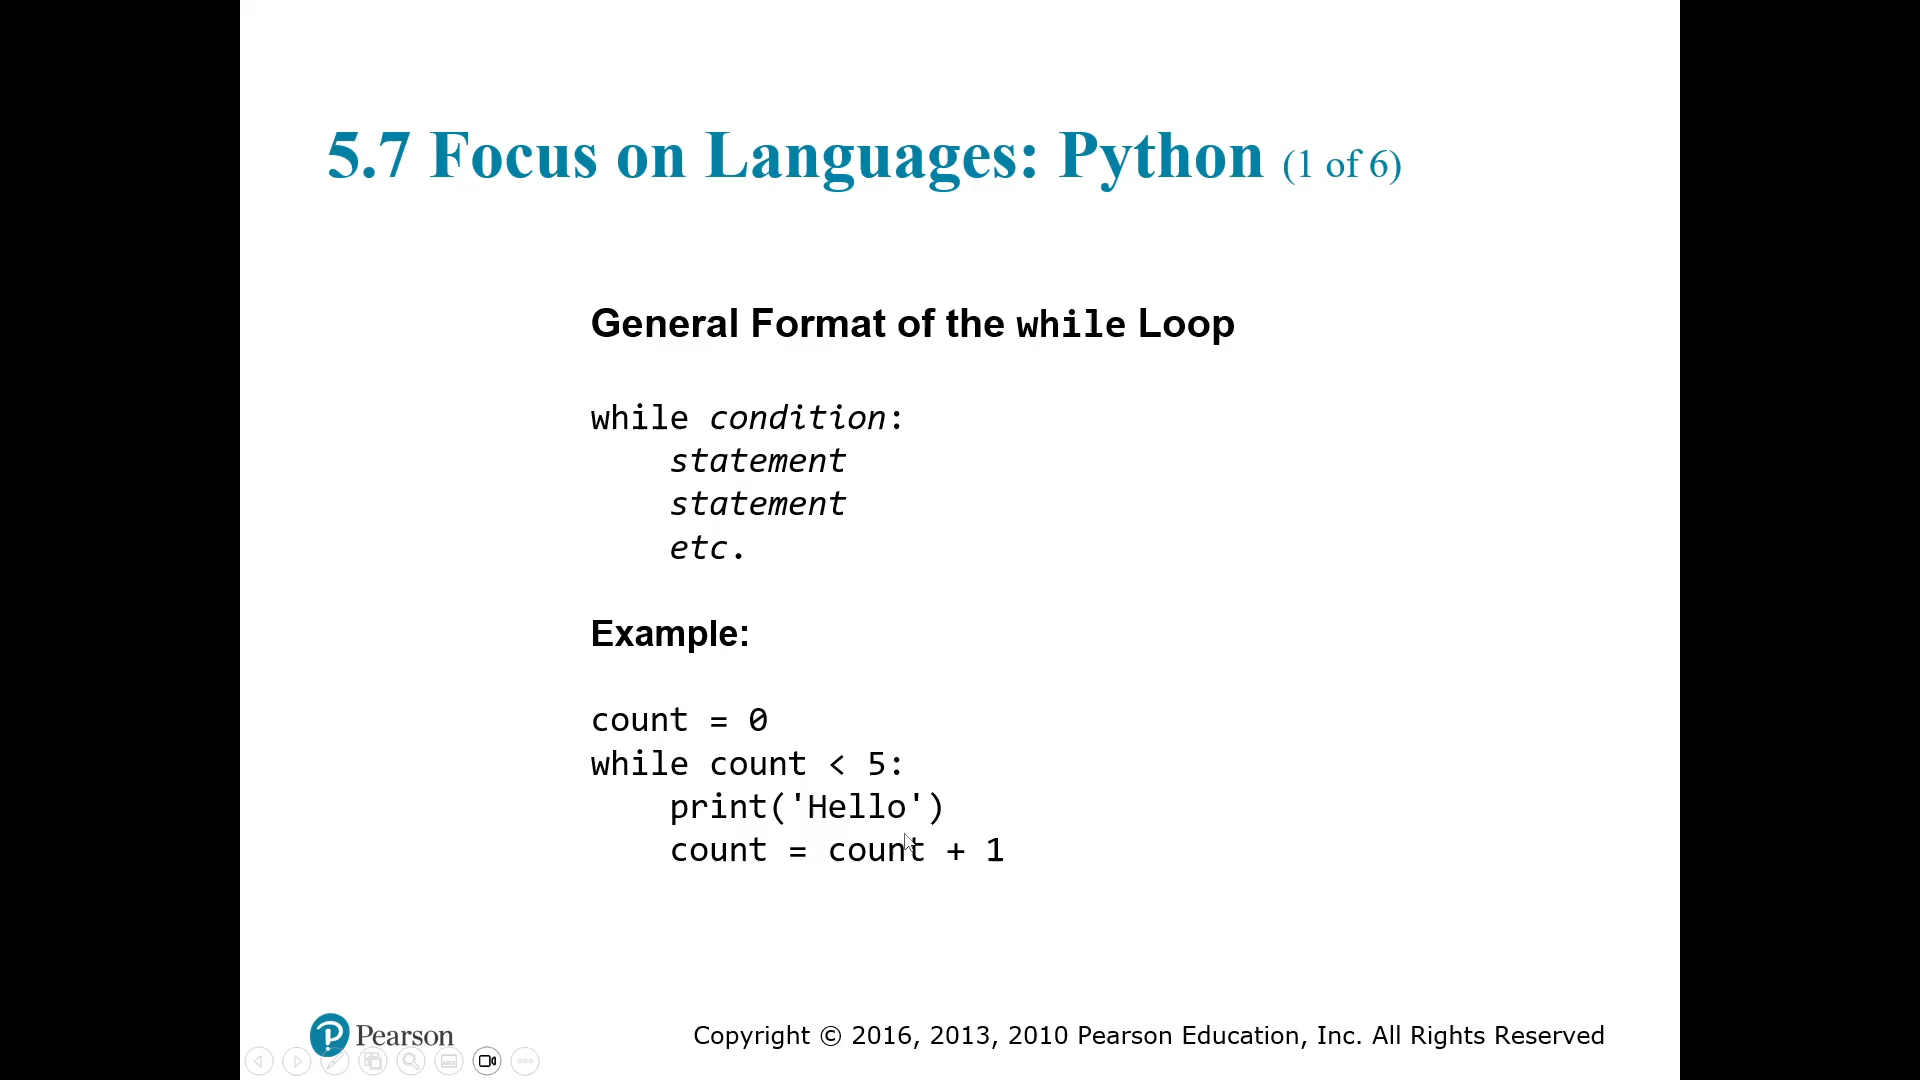 5.7 Focus on Languages: Python (1 of 6)
General Format of the while Loop
while condition:
    statement
    statement
    etc.
Example:
count = 0
while count < 5:
    print('Hello')
    count = count + 1
Pearson
Copyright © 2016, 2013, 2010 Pearson Education, Inc. All Rights Reserved